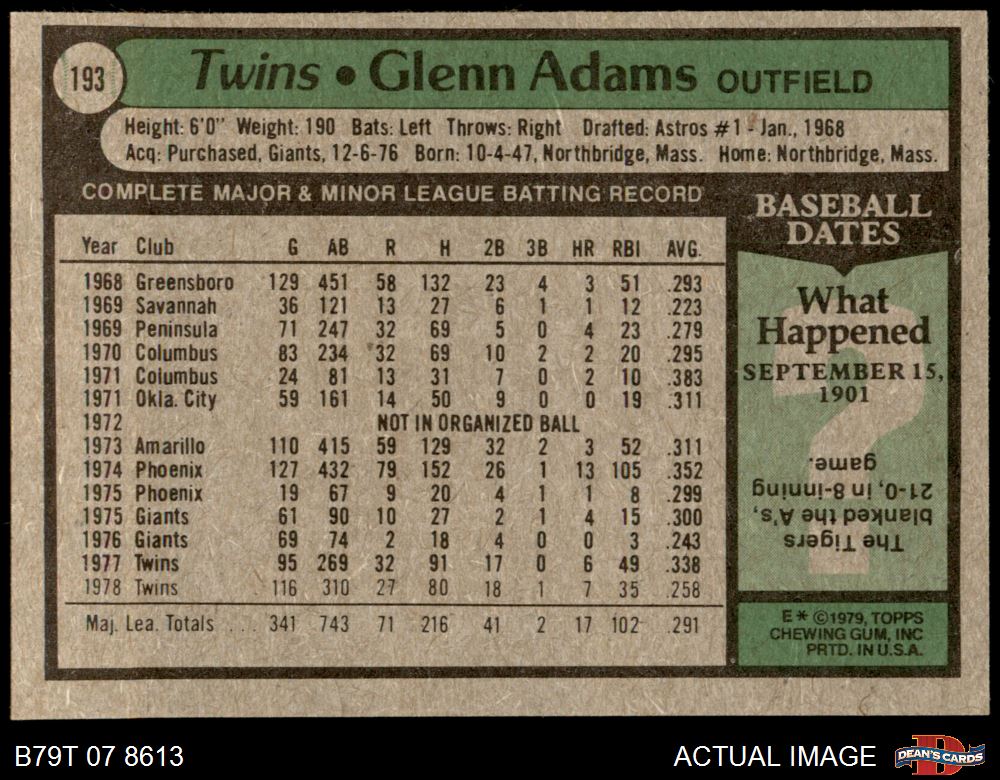 193
Twins • Glenn Adams OUTFIELD
Height: 6'0" Weight: 190 Bats: Left Throws: Right Drafted: Astros #1 - Jan., 1968
Acq: Purchased, Giants, 12-6-76 Born: 10-4-47, Northbridge, Mass. Home: Northbridge, Mass.
COMPLETE MAJOR & MINOR LEAGUE BATTING RECORD
Year Club G AB R H 2B 3B HR RBI AVG.
1968 Greensboro 129 451 58 132 23 4 3 51 .293
1969 Savannah 36 121 13 27 6 1 1 12 .223
1969 Peninsula 71 247 32 69 5 0 4 23 .279
1970 Columbus 83 234 32 69 10 2 2 20 .295
1971 Columbus 24 81 13 31 7 0 2 10 .383
1971 Okla. City 59 161 14 50 9 0 0 19 .311
1972 NOT IN ORGANIZED BALL
1973 Amarillo 110 415 59 129 32 2 3 52 .311
1974 Phoenix 127 432 79 152 26 1 13 105 .352
1975 Phoenix 19 67 9 20 4 1 1 8 .299
1975 Giants 61 90 10 27 2 1 4 15 .300
1976 Giants 69 74 2 18 4 0 0 3 .243
1977 Twins 95 269 32 91 17 0 6 49 .338
1978 Twins 116 310 27 80 18 1 7 35 .258
Maj. Lea. Totals ... 341 743 71 216 41 2 17 102 .291
BASEBALL
DATES
What
Happened
SEPTEMBER 15,
1901
The Tigers
blanked the A's,
21-0, in 8-inning
game.
E* ©1979, TOPPS
CHEWING GUM, INC
PRTD. IN U.S.A.
B79T 07 8613
ACTUAL IMAGE
D
DEAN'S CARDS